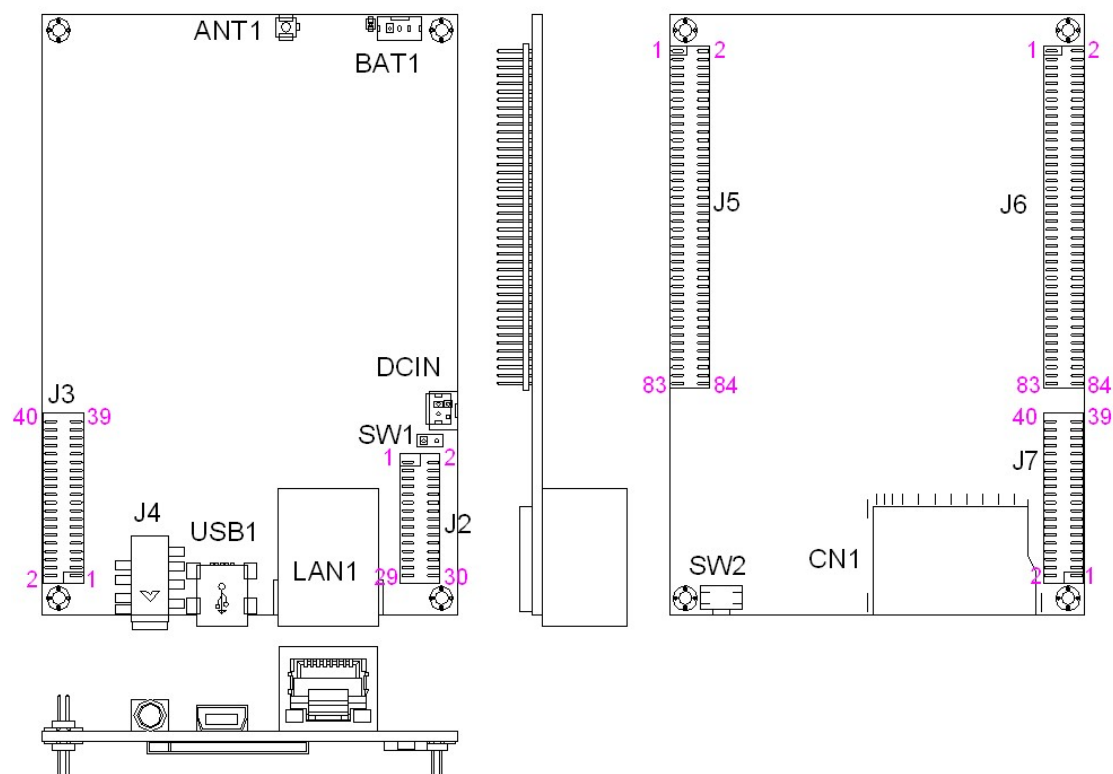 ANT1
BAT1
1 2
1 2
J5
J6
DCIN
83 84
83 84
J3
40 39
40 39
SW1
1 2
J7
J4
USB1
J2
LAN1
CN1
SW2
29 30
2 1
2 1